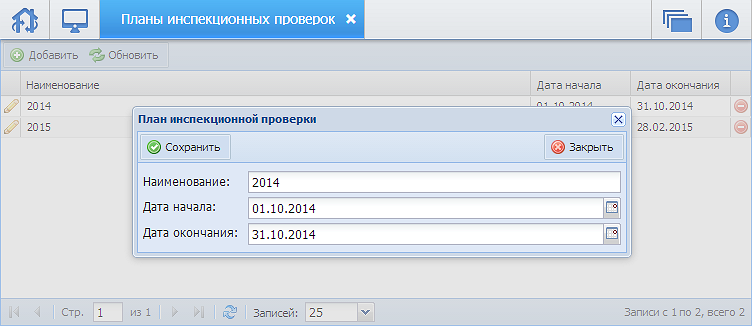 Планы инспекционных проверок
Добавить Обновить
Наименование Дата начала Дата окончания
2014 01.10.2014 31.10.2014
2015 28.02.2015
План инспекционной проверки
Сохранить Закрыть
Наименование: 2014
Дата начала: 01.10.2014
Дата окончания: 31.10.2014
Стр. 1 из 1 Записей: 25 Записи с 1 по 2, всего 2